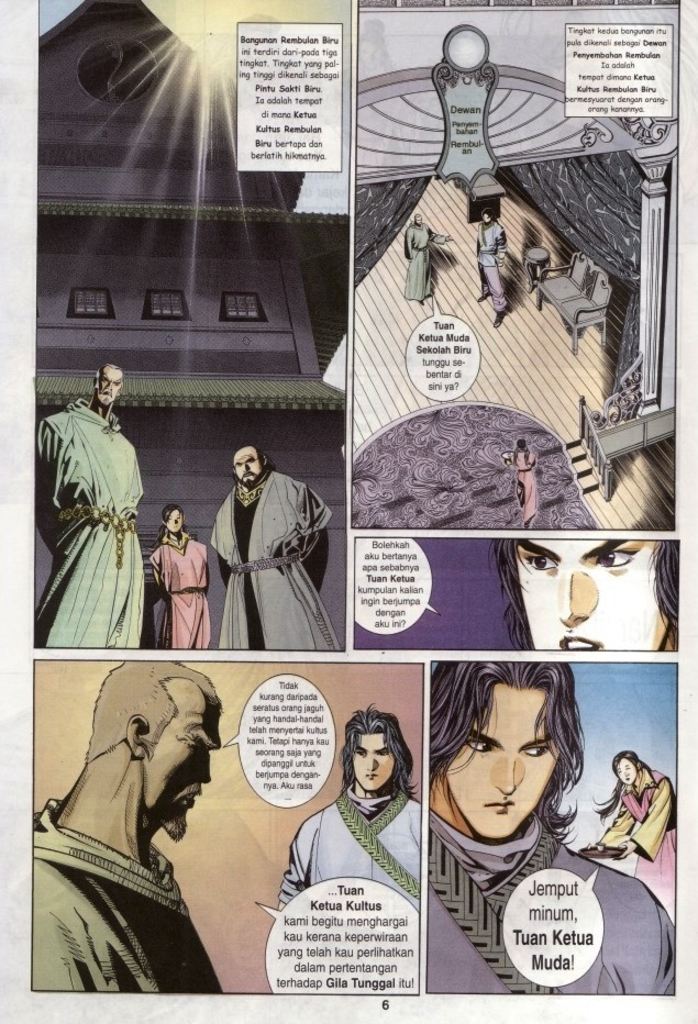 Bangunan Rembulan Biru
ini terdiri dari-pada tiga
tingkat. Tingkat yang pal-
ing tinggi dikenali sebagai
Pintu Sakti Biru.
Ia adalah tempat
di mana Ketua
Kultus Rembulan
Biru bertapa dan
berlatih hikmatnya.
Tingkat kedua bangunan itu
pula dikenali sebagai Dewan
Penyembahan Rembulan
Ia adalah
tempat dimana Ketua
Kultus Rembulan Biru
bermesyuarat dengan orang-
orang kanannya.
Dewan
Penyem-
bahan
Rembul-
an
Tuan
Ketua Muda
Sekolah Biru
tunggu se-
bentar di
sini ya?
Bolehkah
aku bertanya
apa sebabnya
Tuan Ketua
kumpulan kalian
ingin berjumpa
dengan
aku ini?
Tidak
kurang daripada
seratus orang jaguh
yang handal-handal
telah menyertai kultus
kami. Tetapi hanya kau
seorang saja yang
dipanggil untuk
berjumpa dengan-
nya. Aku rasa
...
...Tuan
Ketua Kultus
kami begitu menghargai
kau kerana keperwiraan
yang telah kau perlihatkan
dalam pertentangan
terhadap Gila Tunggal itu!
Jemput
minum,
Tuan Ketua
Muda!
6